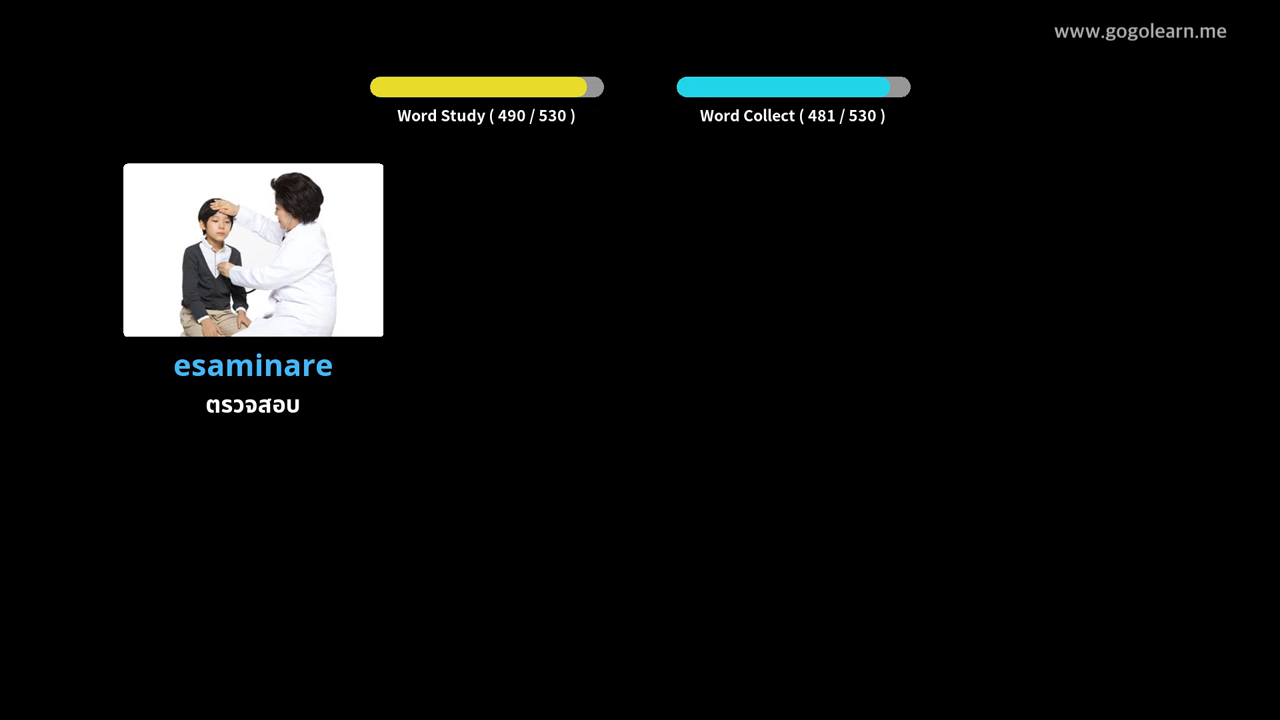 www.gogolearn.me
Word Study ( 490 / 530 )
Word Collect ( 481 / 530 )
esaminare
ตรวจสอบ